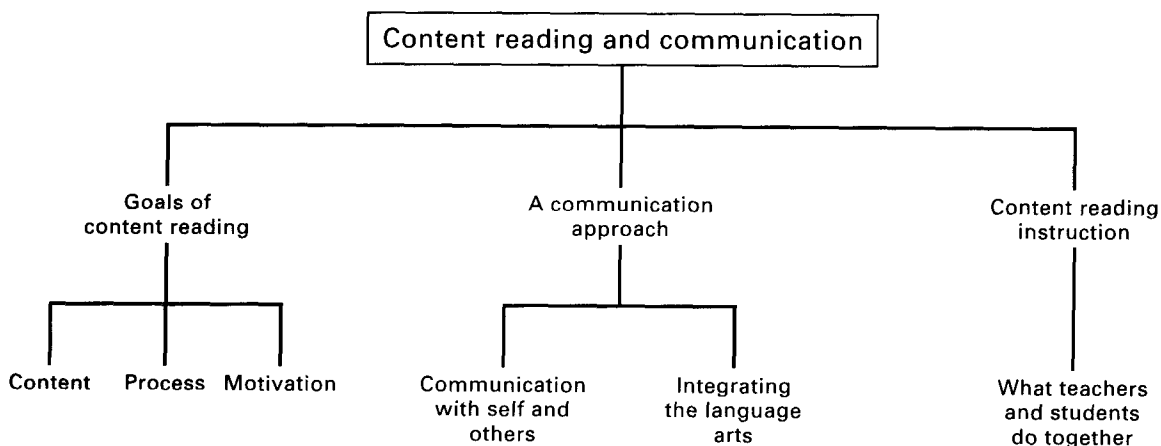 Content reading and communication
Goals of
content reading
A communication
approach
Content reading
instruction
Content
Process
Motivation
Communication
with self and
others
Integrating
the language
arts
What teachers
and students
do together